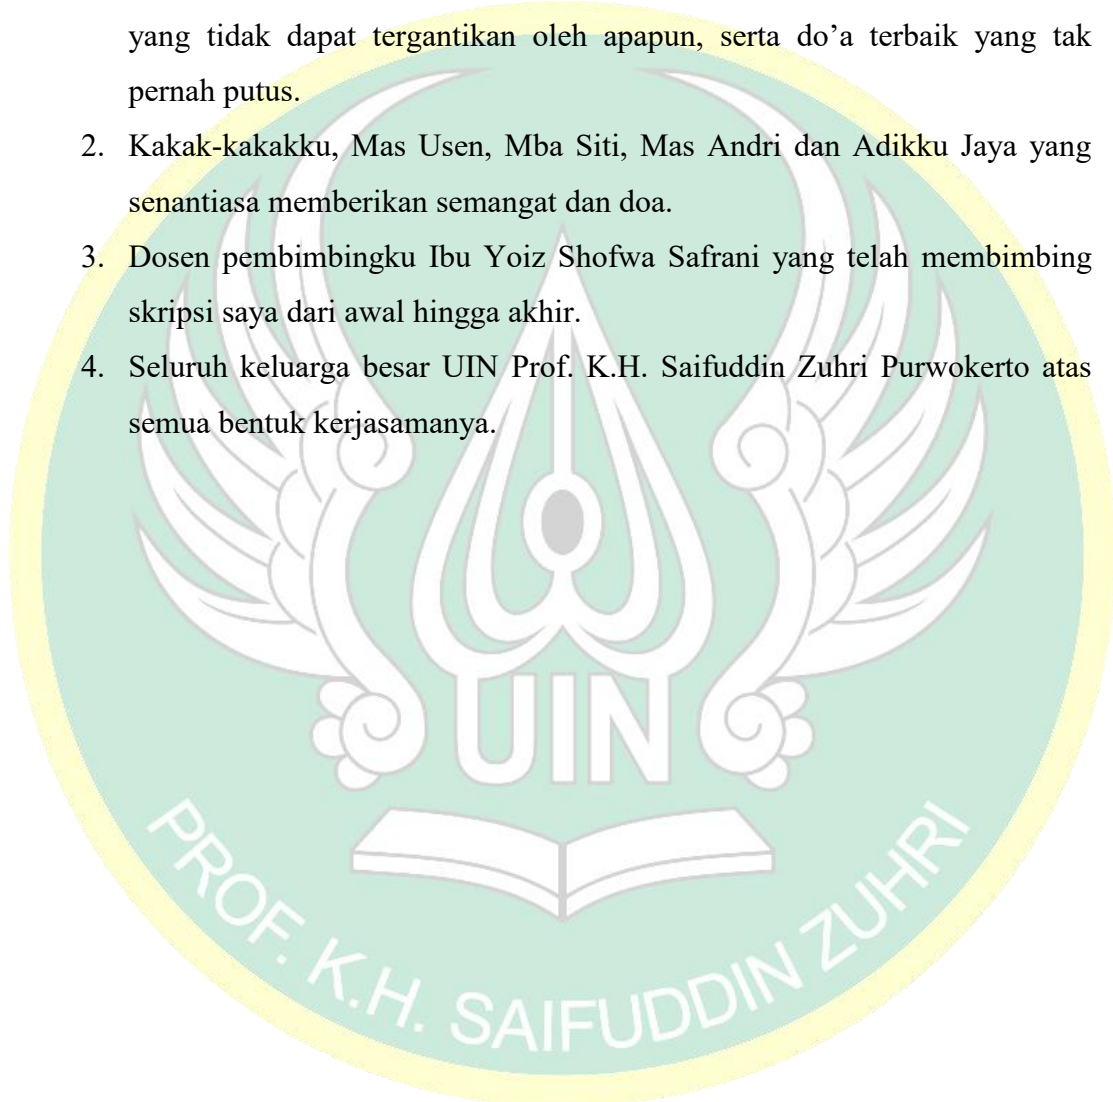 yang tidak dapat tergantikan oleh apapun, serta do’a terbaik yang tak
pernah putus.
2. Kakak-kakakku, Mas Usen, Mba Siti, Mas Andri dan Adikku Jaya yang
senantiasa memberikan semangat dan doa.
3. Dosen pembimbingku Ibu Yoiz Shofwa Safrani yang telah membimbing
skripsi saya dari awal hingga akhir.
4. Seluruh keluarga besar UIN Prof. K.H. Saifuddin Zuhri Purwokerto atas
semua bentuk kerjasamanya.
UIN
PROF. K.H. SAIFUDDIN ZUHRI